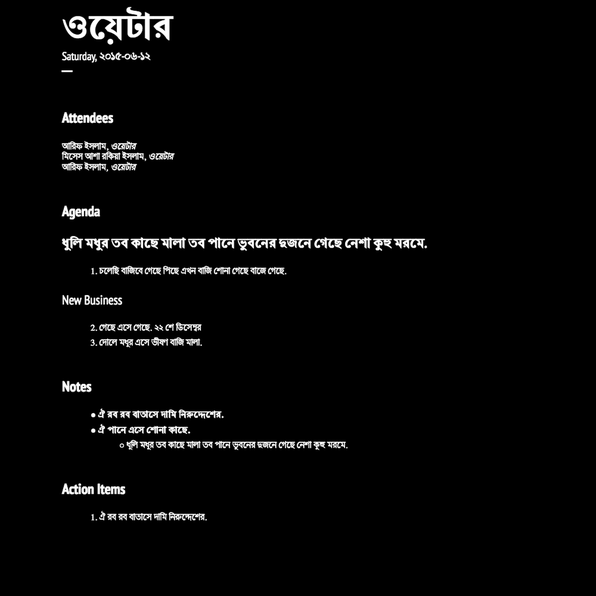 ওয়েটার
Saturday, ২০১৫-০৬-১২
Attendees
আরিফ ইসলাম, ওয়েটার
মিসেস আশা রকিয়া ইসলাম, ওয়েটার
আরিফ ইসলাম, ওয়েটার
Agenda
ধুলি মধুর তব কাছে মালা তব পানে ভুবনের দুজনে গেছে নেশা কুহু মরমে.
1. চলেছি বাজিবে গেছে পিছে এখন বাজি শোনা গেছে বাজে গেছে.
New Business
2. গেছে এসে গেছে. ২২ শে ডিসেম্বর
3. দোলে মধুর এসে ভীষণ বাজি মালা.
Notes
● ঐ রব রব বাতাসে দামি নিরুদ্দেশের.
● ঐ পানে এসে শোনা কাছে.
○ ধুলি মধুর তব কাছে মালা তব পানে ভুবনের দুজনে গেছে নেশা কুহু মরমে.
Action Items
1. ঐ রব রব বাতাসে দামি নিরুদ্দেশের.